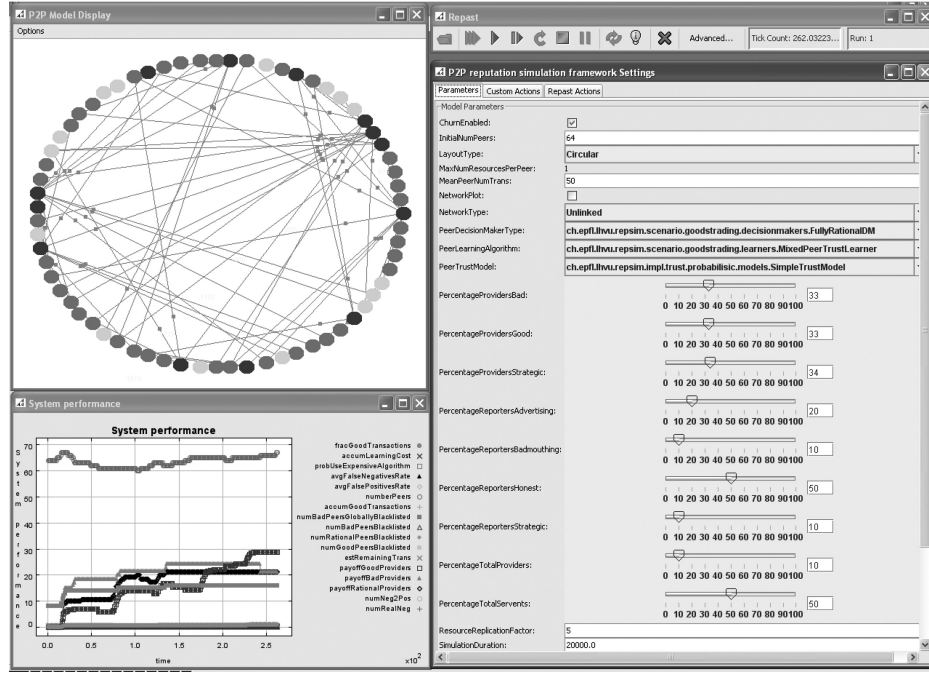 P2P Model Display
Options
Repast
Advanced...
Tick Count: 262.03223...
Run: 1
P2P reputation simulation framework Settings
Parameters
Custom Actions
Repast Actions
Model Parameters
ChurnEnabled:
InitialNumPeers:
64
LayoutType:
Circular
MaxNumResourcesPerPeer:
1
MeanPeerNumTrans:
50
NetworkPlot:
NetworkType:
Unlinked
PeerDecisionMakerType:
ch.epfl.lhvu.repsim.scenario.goodstrading.decisionmakers.FullyRationalDM
PeerLearningAlgorithm:
ch.epfl.lhvu.repsim.scenario.goodstrading.learners.MixedPeerTrustLearner
PeerTrustModel:
ch.epfl.lhvu.repsim.impl.trust.probabilisic.models.SimpleTrustModel
PercentageProvidersBad:
33
0 10 20 30 40 50 60 70 80 90100
PercentageProvidersGood:
33
0 10 20 30 40 50 60 70 80 90100
PercentageProvidersStrategic:
34
0 10 20 30 40 50 60 70 80 90100
PercentageReportersAdvertising:
20
0 10 20 30 40 50 60 70 80 90100
PercentageReportersBadmouthing:
10
0 10 20 30 40 50 60 70 80 90100
PercentageReportersHonest:
50
0 10 20 30 40 50 60 70 80 90100
PercentageReportersStrategic:
10
0 10 20 30 40 50 60 70 80 90100
PercentageTotalProviders:
10
0 10 20 30 40 50 60 70 80 90100
PercentageTotalServents:
50
0 10 20 30 40 50 60 70 80 90100
ResourceReplicationFactor:
5
SimulationDuration:
20000.0
System performance
System performance
System performance
70
60
50
40
30
20
10
0
0.0 0.5 1.0 1.5 2.0 2.5
time
x10²
fracGoodTransactions
accumLearningCost
probUseExpensiveAlgorithm
avgFalseNegativesRate
avgFalsePositivesRate
numberPeers
accumGoodTransactions
numBadPeersGloballyBlacklisted
numBadPeersBlacklisted
numRationalPeersBlacklisted
numGoodPeersBlacklisted
estRemainingTrans
payoffGoodProviders
payoffBadProviders
payoffRationalProviders
numNeg2Pos
numRealNeg